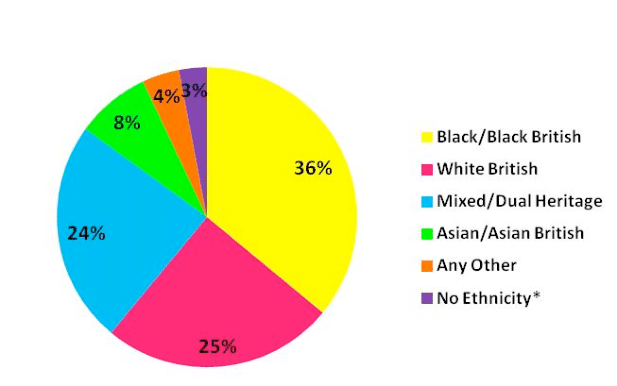 4%
3%
8%
36%
24%
25%
Black/Black British
White British
Mixed/Dual Heritage
Asian/Asian British
Any Other
No Ethnicity*